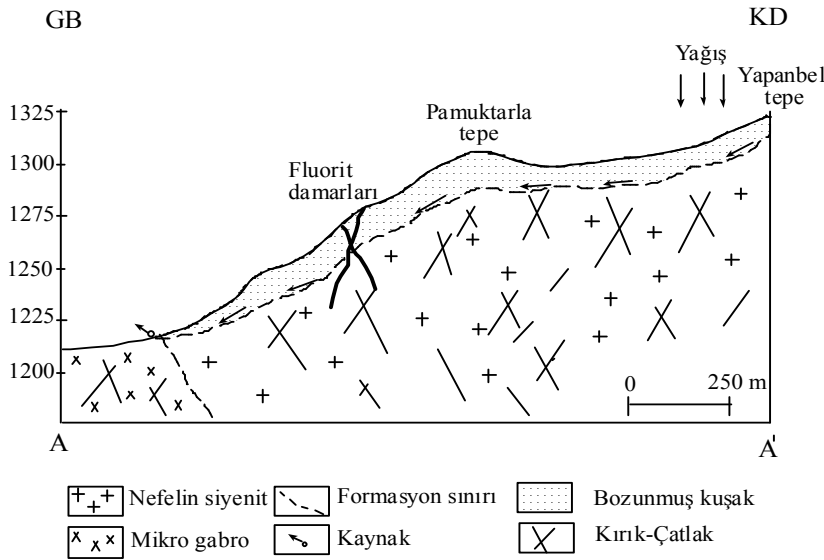 GB
KD
Yağış
Yapanbel
tepe
Pamuktarla
tepe
Fluorit
damarları
1325
1300
1275
1250
1225
1200
0 250 m
A
A'
Nefelin siyenit
Formasyon sınırı
Bozunmuş kuşak
Mikro gabro
Kaynak
Kırık-Çatlak